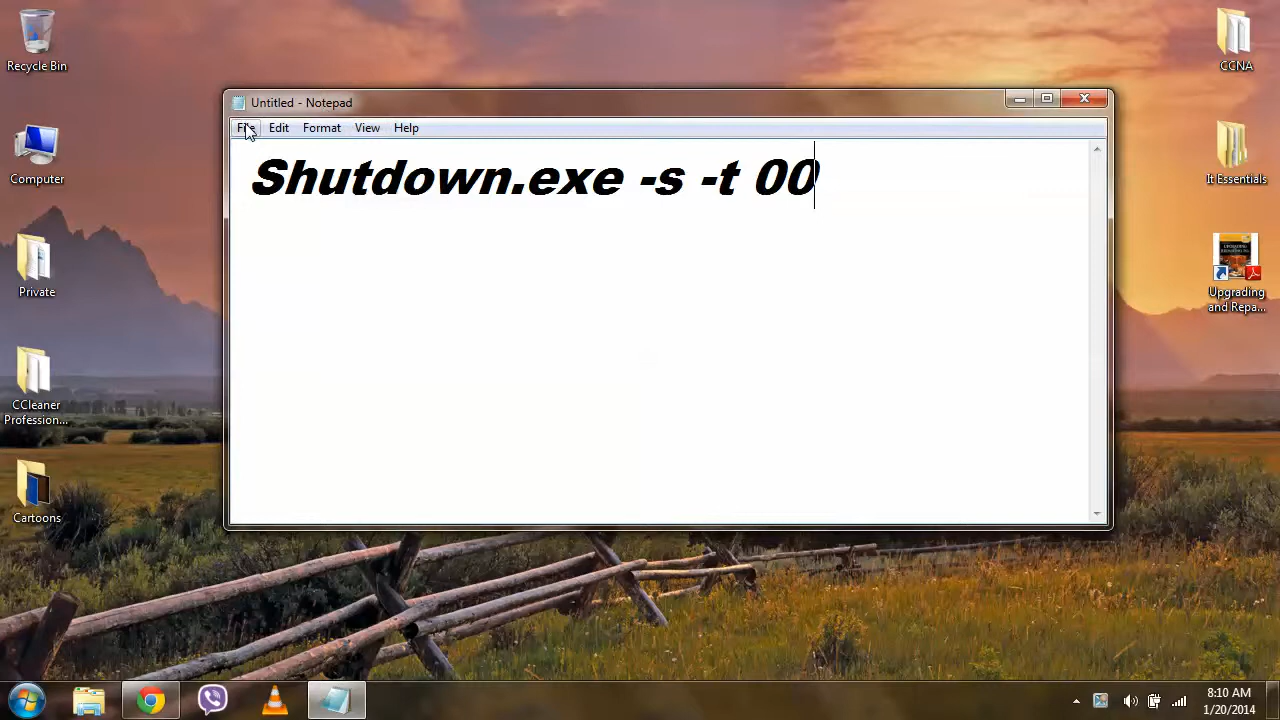 Recycle Bin
CCNA
Untitled - Notepad
File Edit Format View Help
Shutdown.exe -s -t 00
Computer
It Essentials
Private
Upgrading
and Repa...
CCleaner
Profession...
Cartoons
8:10 AM
1/20/2014